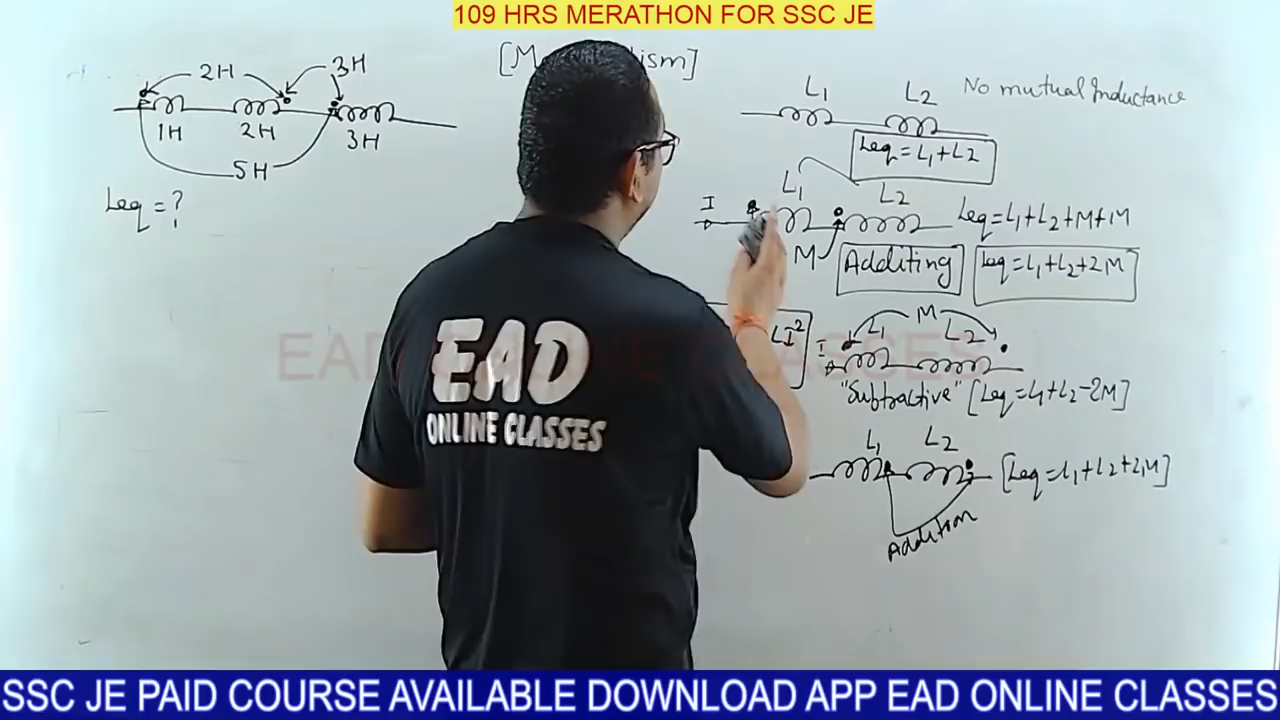 109 HRS MERATHON FOR SSC JE
2H
3H
1H
2H
3H
5H
Leq = ?
L1 L2
No mutual Inductance
Leq = L1+L2
I
L1 L2
M
Leq = L1+L2+M+M
Additing
Leq = L1+L2+2M
LI²
M
I
L1 L2
"Subtractive" [Leq = L1+L2-2M]
L1 L2
[Leq = L1+L2+2M]
Addition
EAD
ONLINE CLASSES
SSC JE PAID COURSE AVAILABLE DOWNLOAD APP EAD ONLINE CLASSES